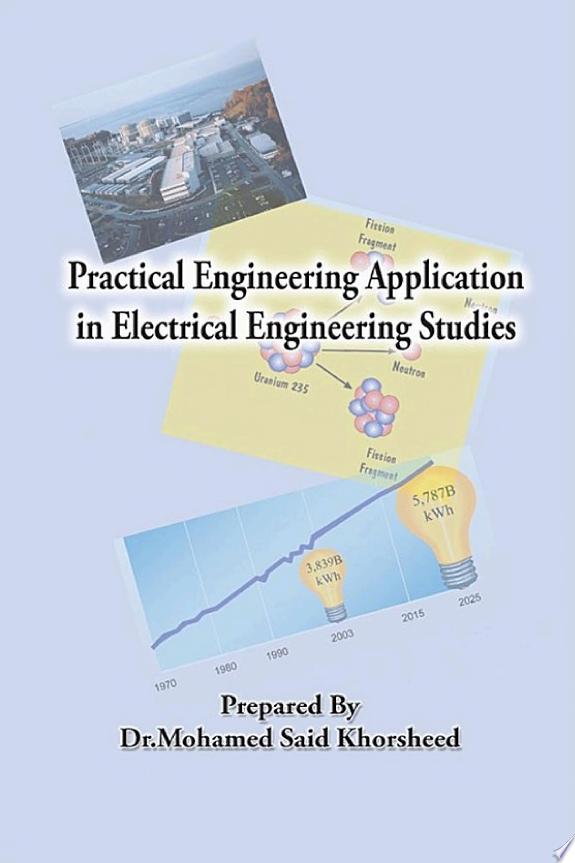 Practical Engineering Application
in Electrical Engineering Studies
Fission
Fragment
Neutron
Uranium 235
Neutron
Fission
Fragment
5,787B
kWh
3,839B
kWh
1970
1980
1990
2003
2015
2025
Prepared By
Dr.Mohamed Said Khorsheed